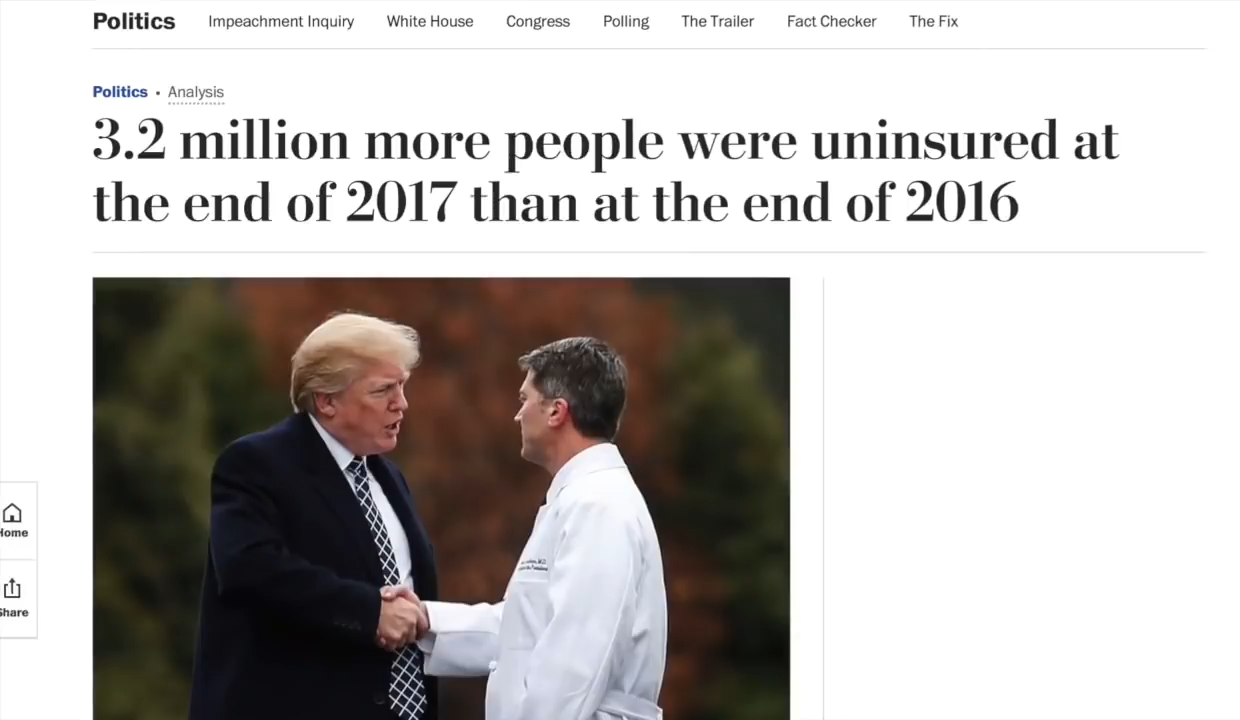 Politics Impeachment Inquiry White House Congress Polling The Trailer Fact Checker The Fix
Politics • Analysis
3.2 million more people were uninsured at
the end of 2017 than at the end of 2016
Home
Share